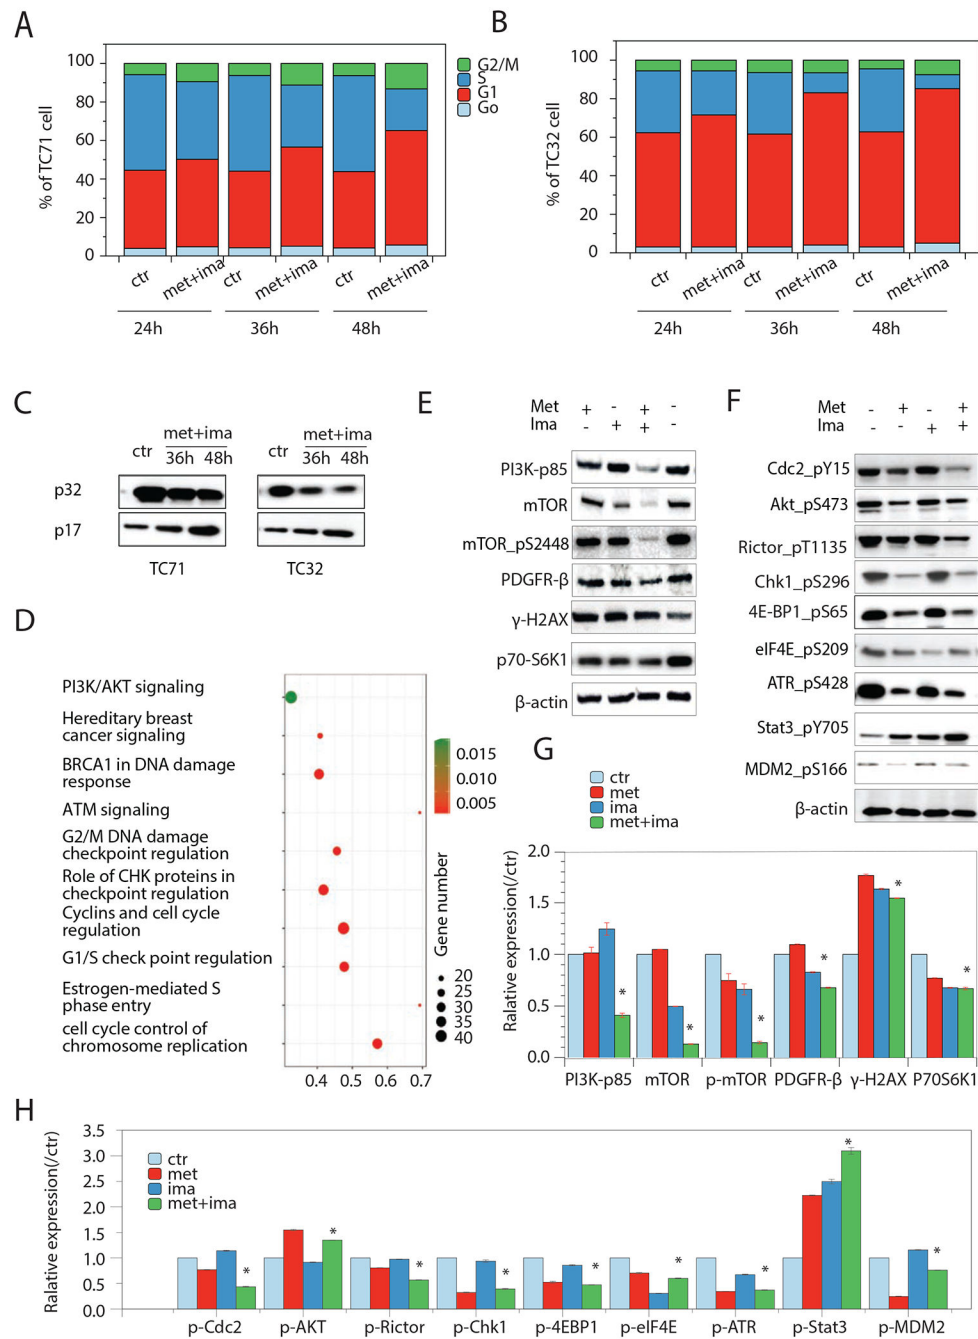 A
100
80
60
40
20
0
% of TC71 cell
G2/M
S
G1
Go
ctr
met+ima
ctr
met+ima
ctr
met+ima
24h
36h
48h
B
100
80
60
40
20
0
% of TC32 cell
ctr
met+ima
ctr
met+ima
ctr
met+ima
24h
36h
48h
C
ctr
met+ima
36h 48h
ctr
met+ima
36h 48h
p32
p17
TC71
TC32
D
PI3K/AKT signaling
Hereditary breast
cancer signaling
BRCA1 in DNA damage
response
ATM signaling
G2/M DNA damage
checkpoint regulation
Role of CHK proteins in
checkpoint regulation
Cyclins and cell cycle
regulation
G1/S check point regulation
Estrogen-mediated S
phase entry
cell cycle control of
chromosome replication
0.4 0.5 0.6 0.7
0.015
0.010
0.005
Gene number
20
25
30
35
40
E
Met + - + -
Ima - + + -
PI3K-p85
mTOR
mTOR_pS2448
PDGFR-β
γ-H2AX
p70-S6K1
β-actin
F
Met - + - +
Ima - - + +
Cdc2_pY15
Akt_pS473
Rictor_pT1135
Chk1_pS296
4E-BP1_pS65
eIF4E_pS209
ATR_pS428
Stat3_pY705
MDM2_pS166
β-actin
G
ctr
met
ima
met+ima
Ralative expression(/ctr)
2.0
1.5
1.0
0.5
0.0
* * * * * *
PI3K-p85 mTOR p-mTOR PDGFR-β γ-H2AX P70S6K1
H
Ralative expression(/ctr)
3.5
3.0
2.5
2.0
1.5
1.0
0.5
0.0
ctr
met
ima
met+ima
* * * * * * * * *
p-Cdc2 p-AKT p-Rictor p-Chk1 p-4EBP1 p-eIF4E p-ATR p-Stat3 p-MDM2